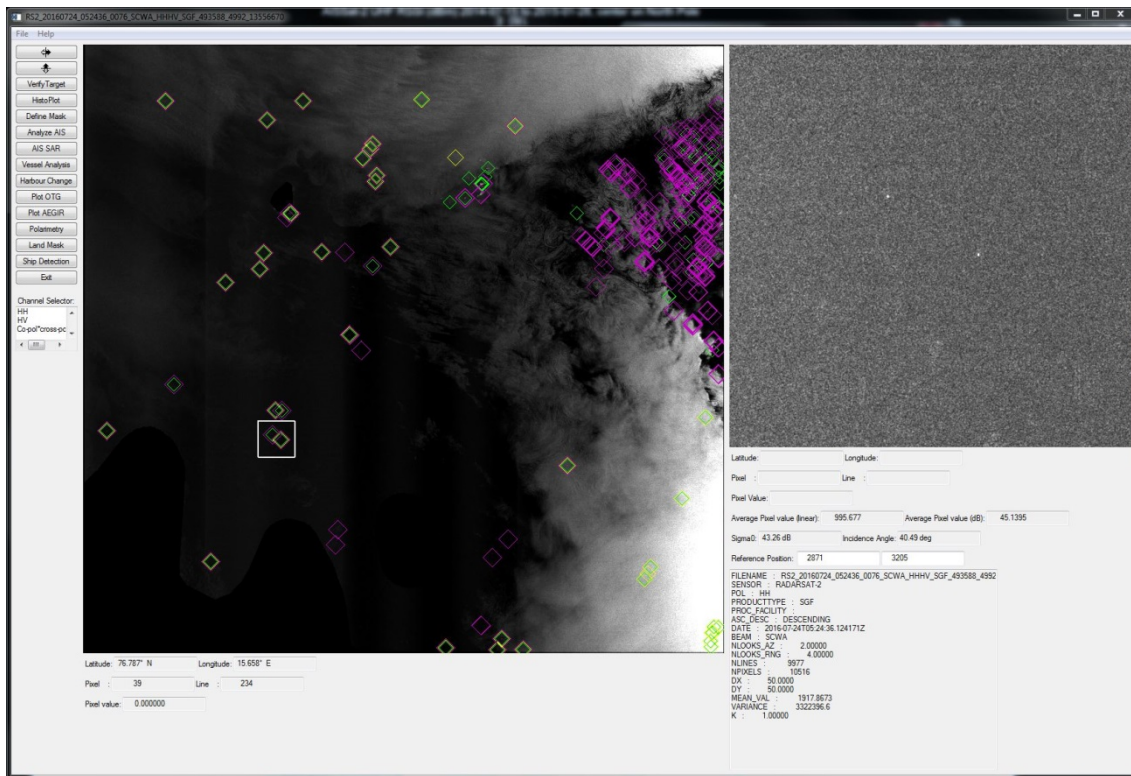 RS2_20160724_052436_0076_SCWA_HHHV_SGF_493588_4992_13556670
File Help
VerifyTarget
HistoPlot
Define Mask
Analyze AIS
AIS SAR
Vessel Analysis
Harbour Change
Plot OTG
Plot AEGIR
Polarimetry
Land Mask
Ship Detection
Exit
Channel Selector:
HH
HV
Co-pol*cross-pc
Latitude: 76.787° N Longitude: 15.658° E
Pixel : 39 Line : 234
Pixel value: 0.000000
Latitude: Longitude:
Pixel : Line :
Pixel Value:
Average Pixel value (linear): 995.677 Average Pixel value (dB): 45.1395
Sigma0: 43.26 dB Incidence Angle: 40.49 deg
Reference Position: 2871 3205
FILENAME : RS2_20160724_052436_0076_SCWA_HHHV_SGF_493588_4992
SENSOR : RADARSAT-2
POL : HH
PRODUCTTYPE : SGF
PROC_FACILITY :
ASC_DESC : DESCENDING
DATE : 2016-07-24T05:24:36.124171Z
BEAM : SCWA
NLOOKS_AZ : 2.00000
NLOOKS_RNG : 4.00000
NLINES : 9977
NPIXELS : 10516
DX : 50.0000
DY : 50.0000
MEAN_VAL : 1917.8673
VARIANCE : 3322396.6
K : 1.00000